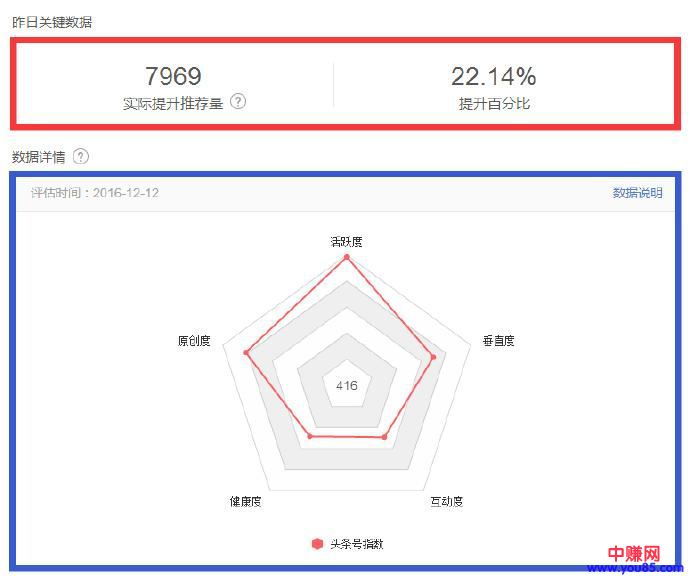 昨日关键数据
7969
22.14%
实际提升推荐量 ?
提升百分比
数据详情 ?
评估时间：2016-12-12
数据说明
活跃度
原创度
垂直度
416
健康度
互动度
头条号指数
中赚网
www.you85.com